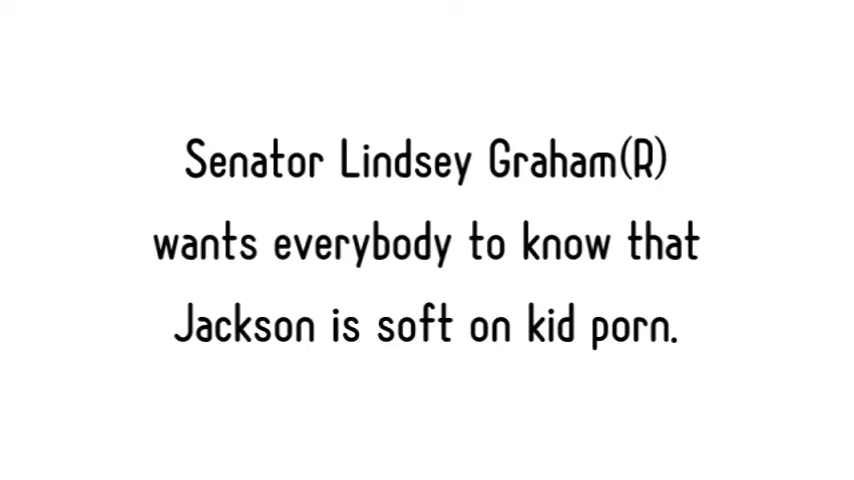 Senator Lindsey Graham(R)
wants everybody to know that
Jackson is soft on kid porn.